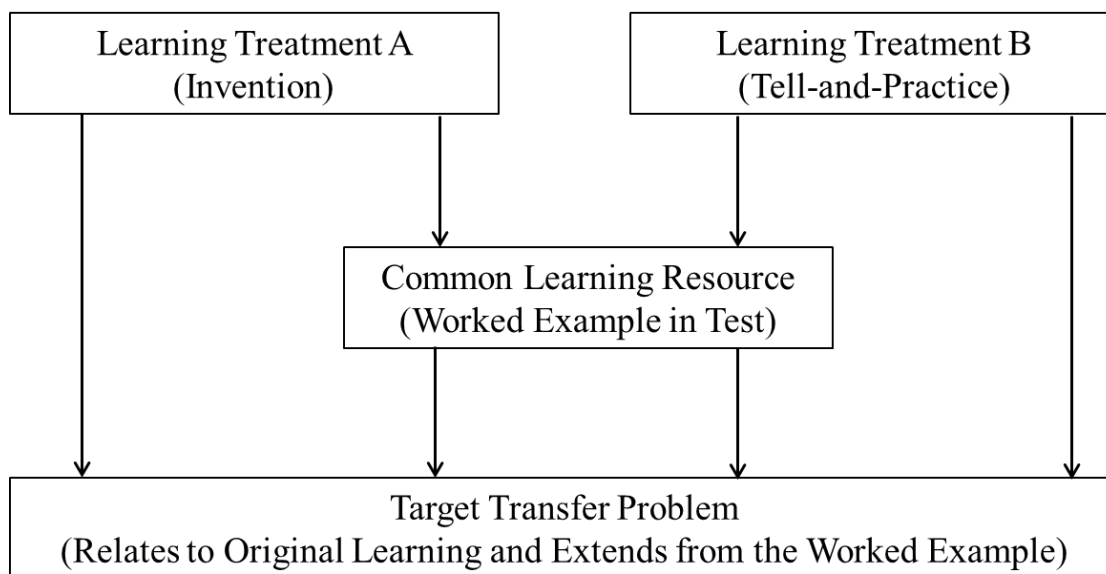 Learning Treatment A
(Invention)
Learning Treatment B
(Tell-and-Practice)
Common Learning Resource
(Worked Example in Test)
Target Transfer Problem
(Relates to Original Learning and Extends from the Worked Example)